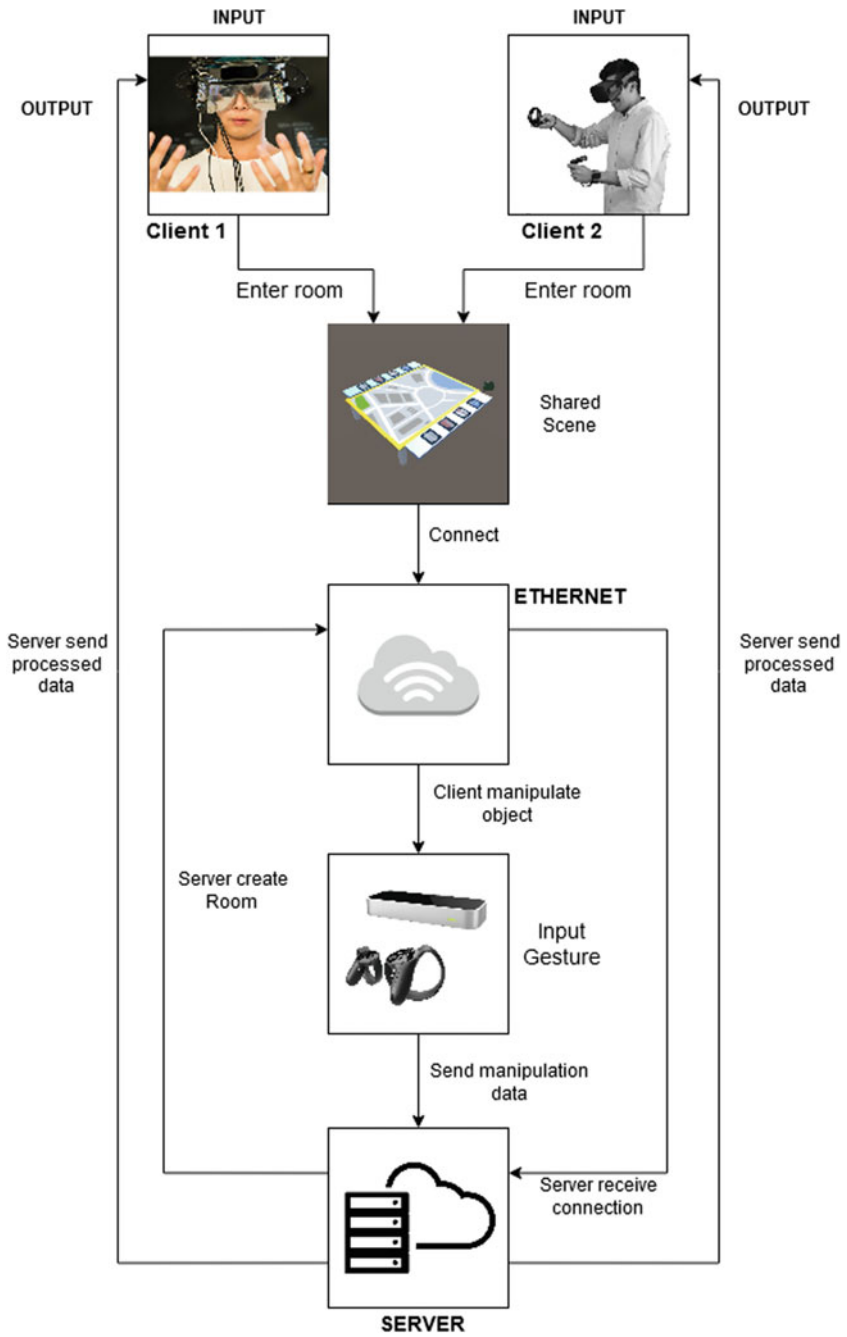 INPUT
INPUT
OUTPUT
OUTPUT
Client 1
Client 2
Enter room
Enter room
Shared
Scene
Connect
ETHERNET
Server send
processed
data
Server send
processed
data
Client manipulate
object
Server create
Room
Input
Gesture
Send manipulation
data
Server receive
connection
SERVER